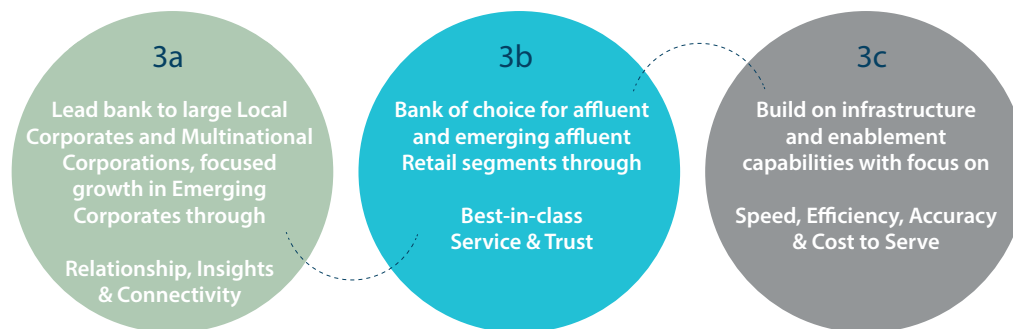 3a
Lead bank to large Local
Corporates and Multinational
Corporations, focused
growth in Emerging
Corporates through
Relationship, Insights
& Connectivity
3b
Bank of choice for affluent
and emerging affluent
Retail segments through
Best-in-class
Service & Trust
3c
Build on infrastructure
and enablement
capabilities with focus on
Speed, Efficiency, Accuracy
& Cost to Serve